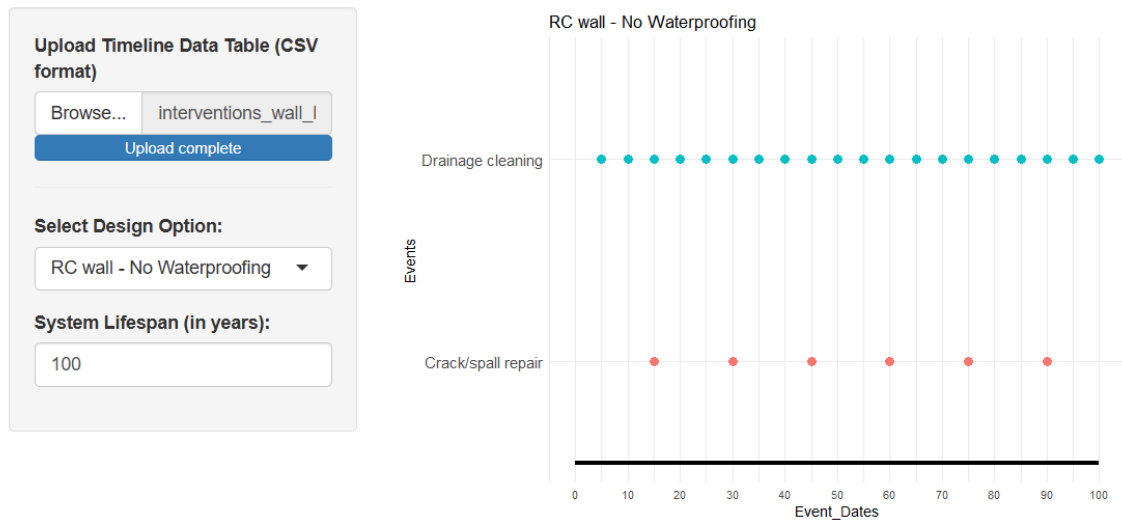 Upload Timeline Data Table (CSV
format)
Browse...
interventions_wall_l
Upload complete
Select Design Option:
RC wall - No Waterproofing
System Lifespan (in years):
100
RC wall - No Waterproofing
Events
Drainage cleaning
Crack/spall repair
0 10 20 30 40 50 60 70 80 90 100
Event_Dates